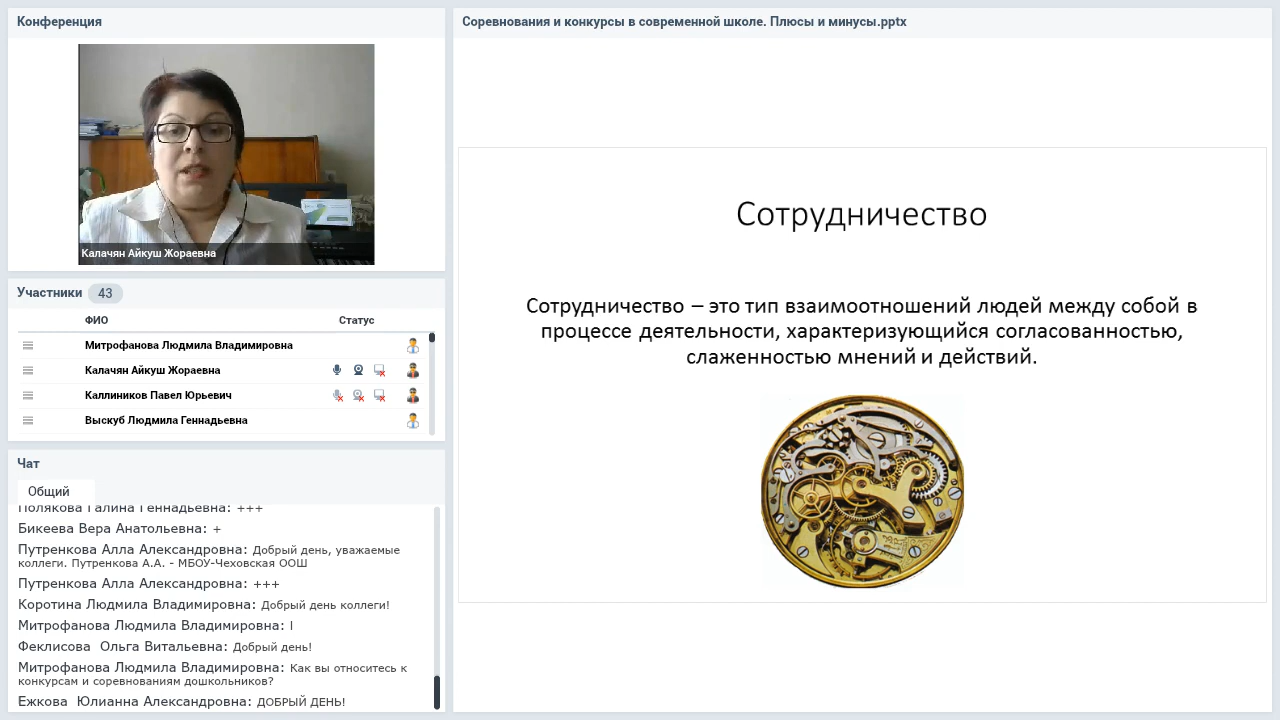 Конференция
Калачян Айкуш Жораевна
Участники 43
ФИО Статус
Митрофанова Людмила Владимировна
Калачян Айкуш Жораевна
Каллиников Павел Юрьевич
Выскуб Людмила Геннадьевна
Чат
Общий
Полякова Галина Геннадьевна: +++
Бикеева Вера Анатольевна: +
Путренкова Алла Александровна: Добрый день, уважаемые
коллеги. Путренкова А.А. - МБОУ-Чеховская ООШ
Путренкова Алла Александровна: +++
Коротина Людмила Владимировна: Добрый день коллеги!
Митрофанова Людмила Владимировна: l
Феклисова Ольга Витальевна: Добрый день!
Митрофанова Людмила Владимировна: Как вы относитесь к
конкурсам и соревнованиям дошкольников?
Ежкова Юлианна Александровна: ДОБРЫЙ ДЕНЬ!
Соревнования и конкурсы в современной школе. Плюсы и минусы.pptx
Сотрудничество
Сотрудничество – это тип взаимоотношений людей между собой в
процессе деятельности, характеризующийся согласованностью,
слаженностью мнений и действий.